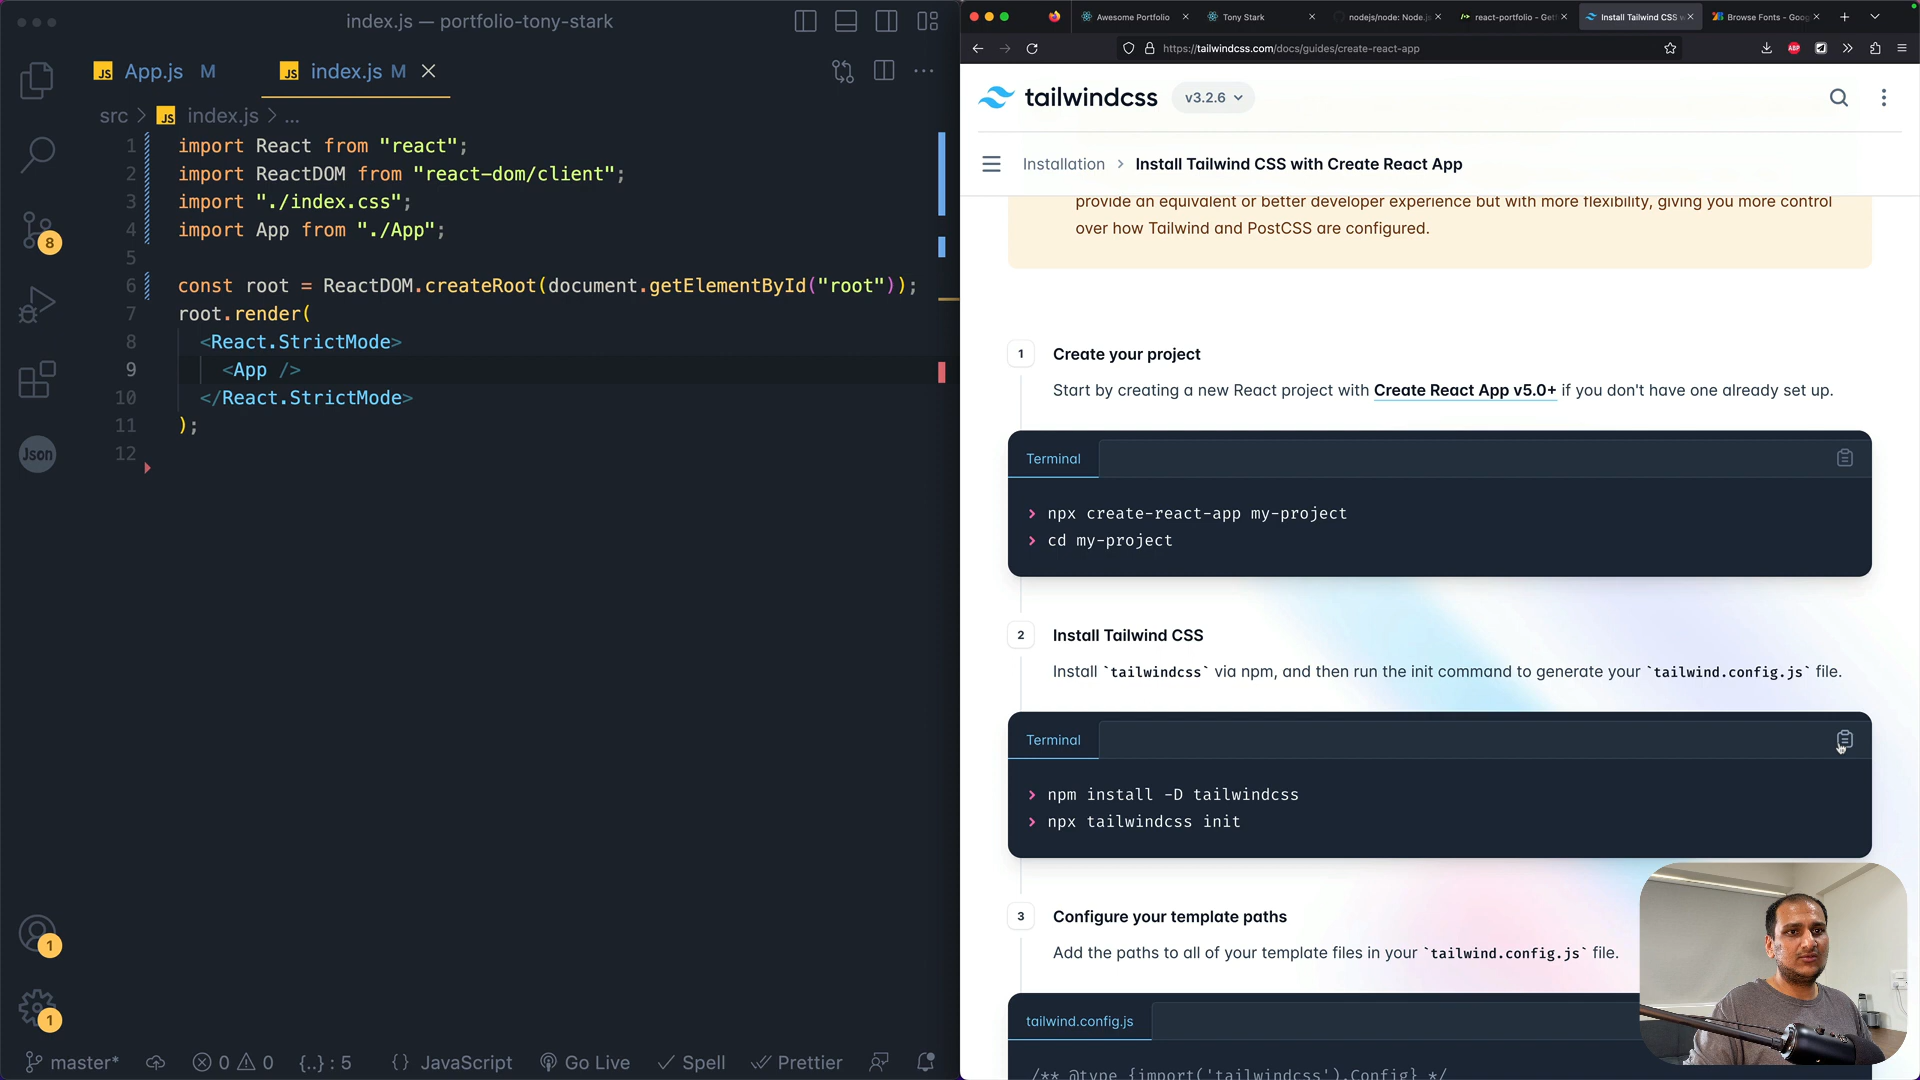 index.js — portfolio-tony-stark
JS App.js M
JS index.js M
src > JS index.js > ...
1 import React from "react";
2 import ReactDOM from "react-dom/client";
3 import "./index.css";
4 import App from "./App";
5
6 const root = ReactDOM.createRoot(document.getElementById("root"));
7 root.render(
8 <React.StrictMode>
9 <App />
10 </React.StrictMode>
11 );
12
8
Json
1
1
master*
0 0
{..} : 5
{} JavaScript
Go Live
Spell
Prettier
Awesome Portfolio
Tony Stark
nodejs/node: Node.j
react-portfolio - Get
Install Tailwind CSS w
Browse Fonts - Goog
https://tailwindcss.com/docs/guides/create-react-app
ABP
tailwindcss
v3.2.6
Installation > Install Tailwind CSS with Create React App
provide an equivalent or better developer experience but with more flexibility, giving you more control
over how Tailwind and PostCSS are configured.
1 Create your project
Start by creating a new React project with Create React App v5.0+ if you don't have one already set up.
Terminal
> npx create-react-app my-project
> cd my-project
2 Install Tailwind CSS
Install `tailwindcss` via npm, and then run the init command to generate your `tailwind.config.js` file.
Terminal
> npm install -D tailwindcss
> npx tailwindcss init
3 Configure your template paths
Add the paths to all of your template files in your `tailwind.config.js` file.
tailwind.config.js
/** @type {import('tailwindcss').Config} */